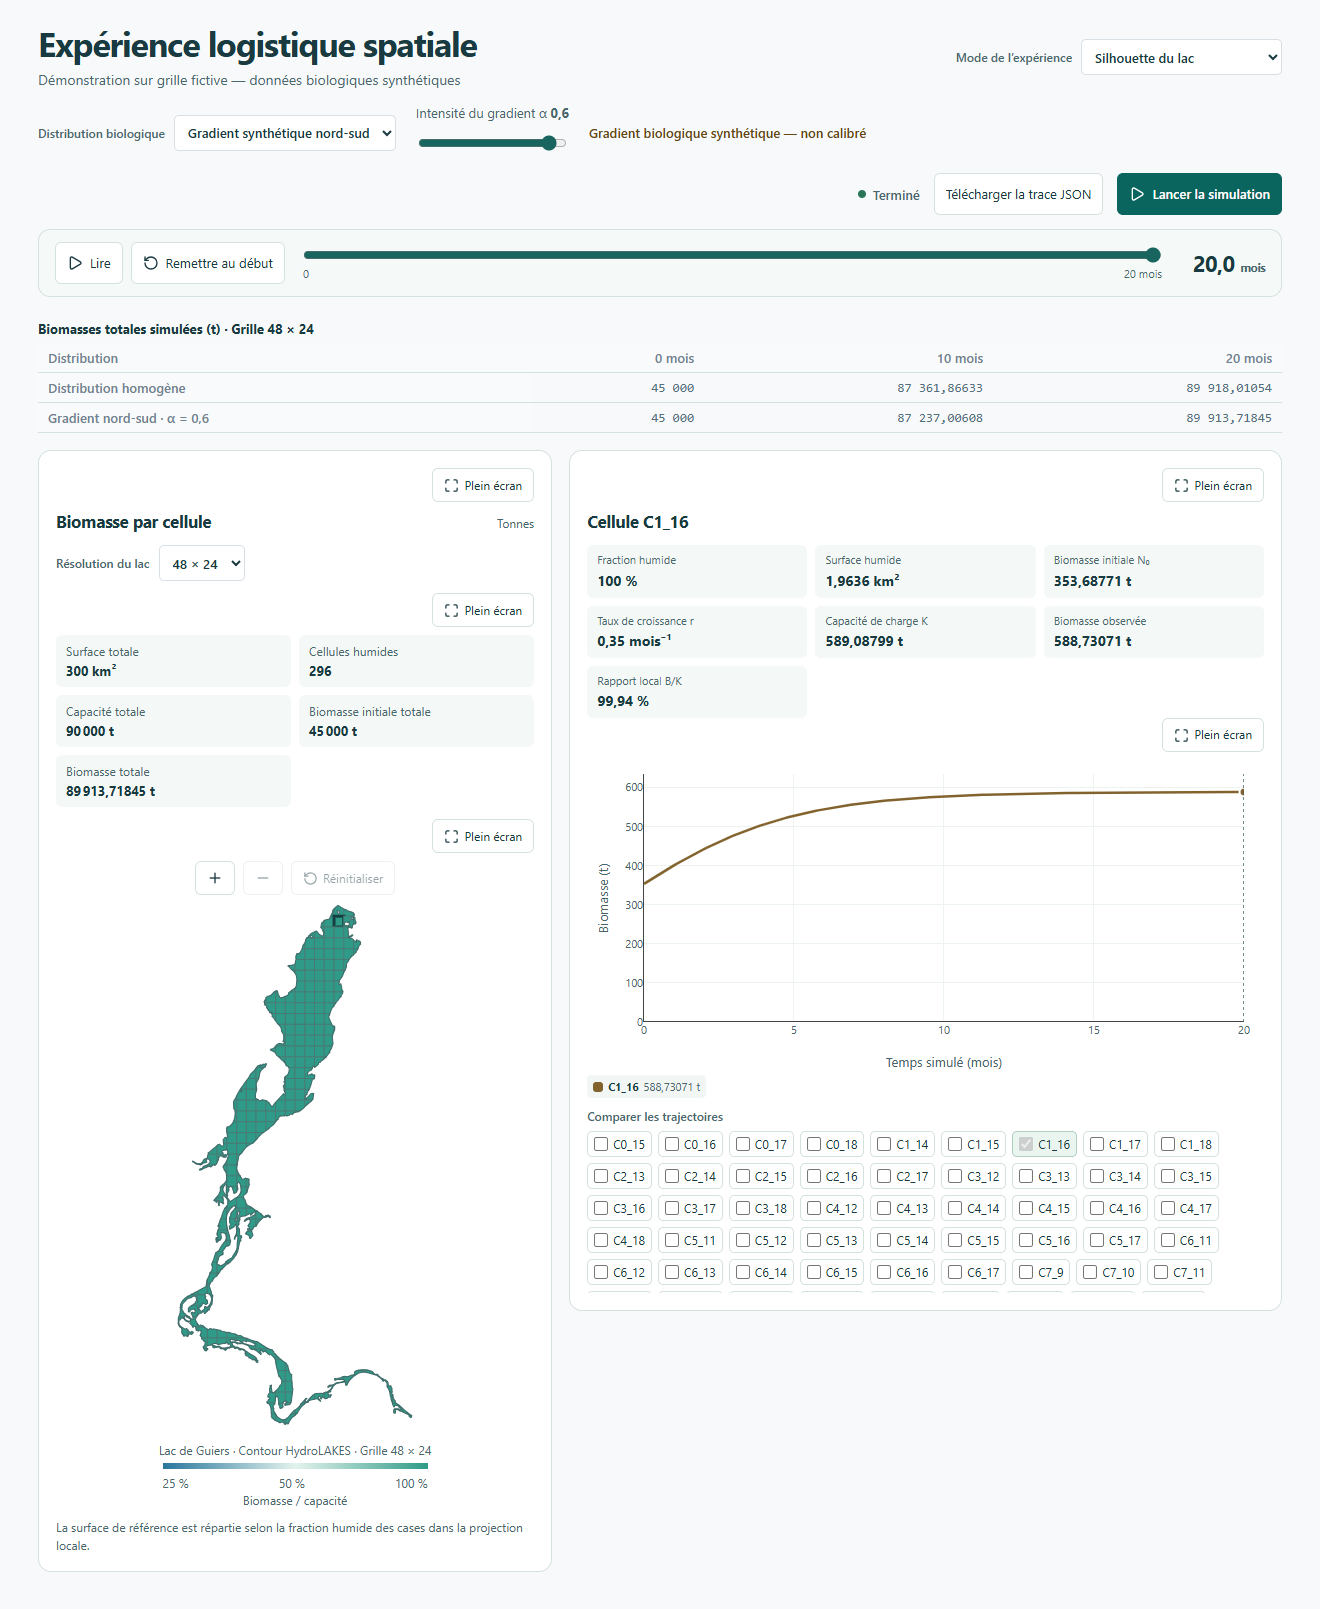 Expérience logistique spatiale
Démonstration sur grille fictive — données biologiques synthétiques
Mode de l'expérience
Silhouette du lac
Distribution biologique
Gradient synthétique nord-sud
Intensité du gradient α 0,6
Gradient biologique synthétique — non calibré
Terminé
Télécharger la trace JSON
Lancer la simulation
Lire
Remettre au début
0
20 mois
20,0 mois
Biomasses totales simulées (t) · Grille 48 × 24
Distribution 0 mois 10 mois 20 mois
Distribution homogène 45 000 87 361,86633 89 918,01054
Gradient nord-sud · α = 0,6 45 000 87 237,00608 89 913,71845
Plein écran
Biomasse par cellule
Tonnes
Résolution du lac
48 × 24
Plein écran
Surface totale
300 km²
Cellules humides
296
Capacité totale
90 000 t
Biomasse initiale totale
45 000 t
Biomasse totale
89 913,71845 t
Plein écran
+
−
Réinitialiser
Lac de Guiers · Contour HydroLAKES · Grille 48 × 24
25 % 50 % 100 %
Biomasse / capacité
La surface de référence est répartie selon la fraction humide des cases dans la projection
locale.
Plein écran
Cellule C1_16
Fraction humide
100 %
Surface humide
1,9636 km²
Biomasse initiale N₀
353,68771 t
Taux de croissance r
0,35 mois⁻¹
Capacité de charge K
589,08799 t
Biomasse observée
588,73071 t
Rapport local B/K
99,94 %
Plein écran
600
500
400
300
200
100
0
Biomasse (t)
0 5 10 15 20
Temps simulé (mois)
C1_16 588,73071 t
Comparer les trajectoires
C0_15 C0_16 C0_17 C0_18 C1_14 C1_15 C1_16 C1_17 C1_18
C2_13 C2_14 C2_15 C2_16 C2_17 C3_12 C3_13 C3_14 C3_15
C3_16 C3_17 C3_18 C4_12 C4_13 C4_14 C4_15 C4_16 C4_17
C4_18 C5_11 C5_12 C5_13 C5_14 C5_15 C5_16 C5_17 C6_11
C6_12 C6_13 C6_14 C6_15 C6_16 C6_17 C7_9 C7_10 C7_11